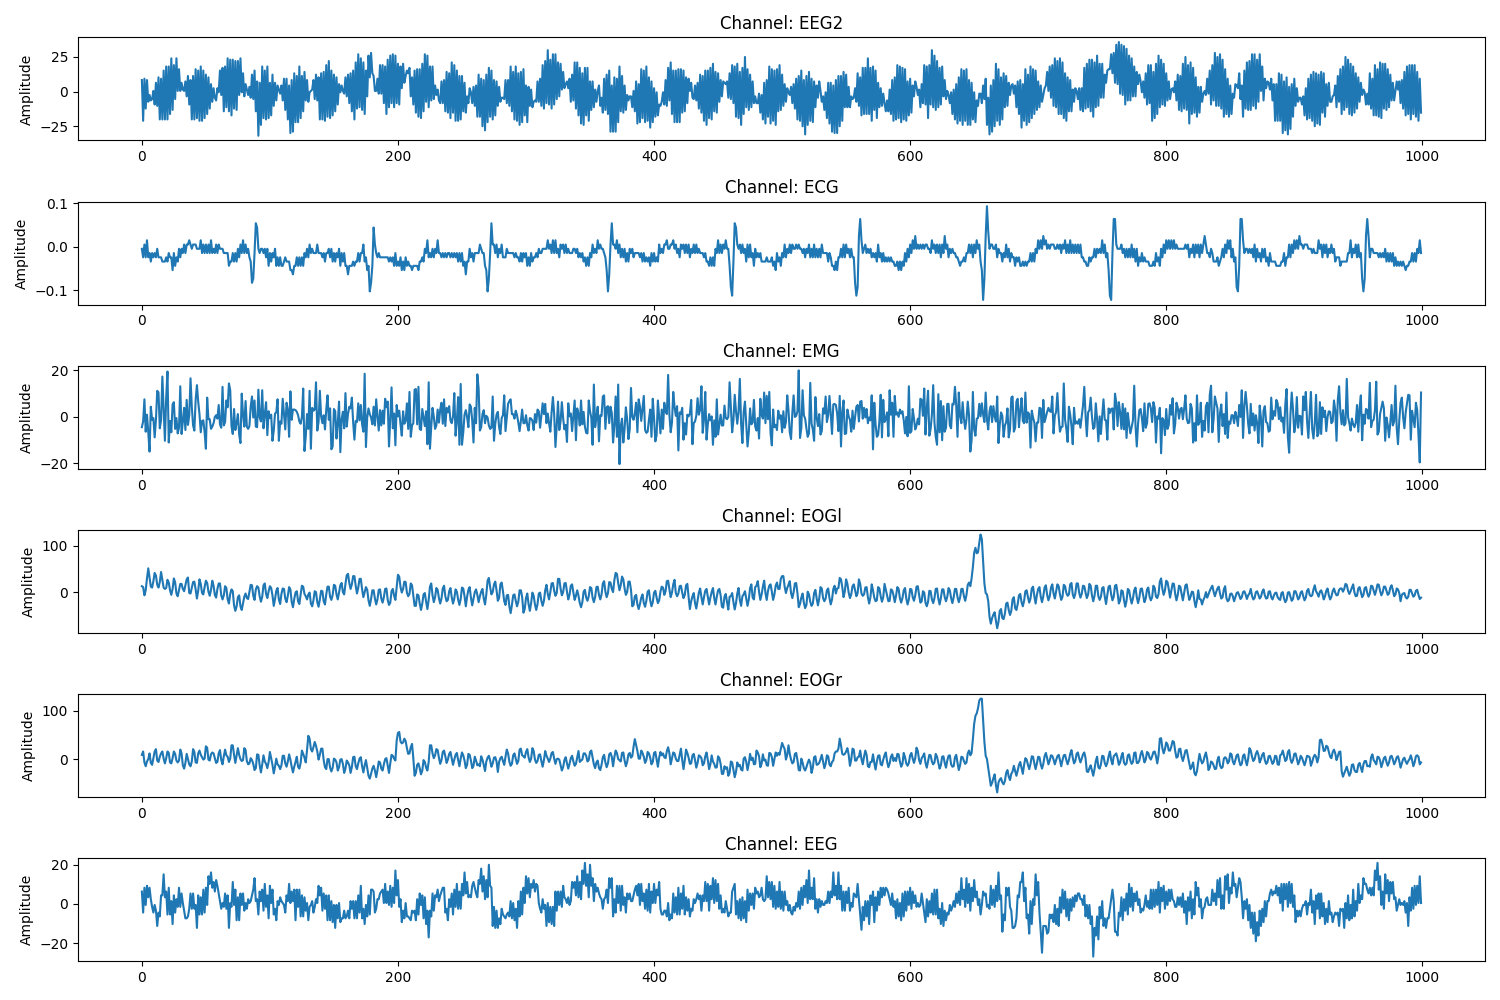 Channel: EEG2
Amplitude
25
0
−25
0 200 400 600 800 1000
Channel: ECG
Amplitude
0.1
0.0
−0.1
0 200 400 600 800 1000
Channel: EMG
Amplitude
20
0
−20
0 200 400 600 800 1000
Channel: EOGl
Amplitude
100
0
0 200 400 600 800 1000
Channel: EOGr
Amplitude
100
0
0 200 400 600 800 1000
Channel: EEG
Amplitude
20
0
−20
0 200 400 600 800 1000